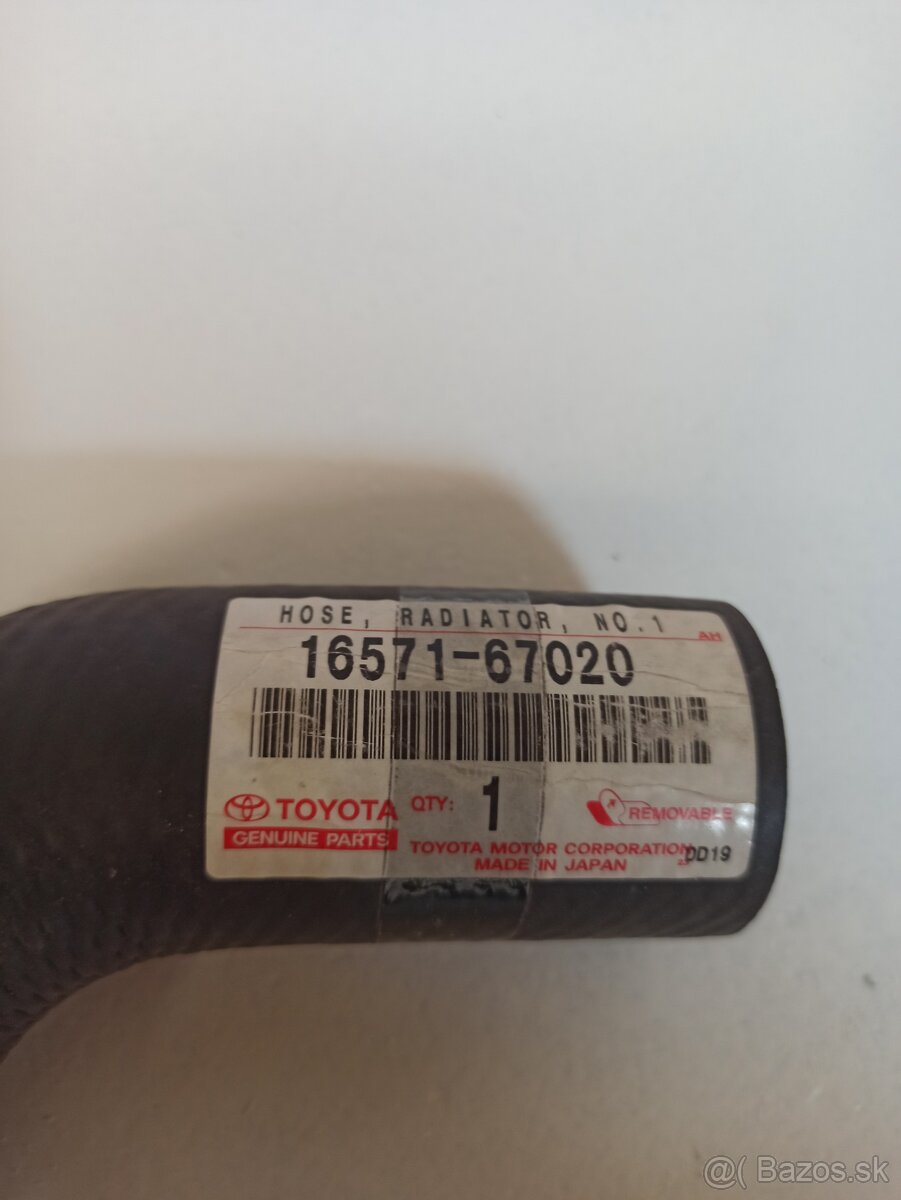 HOSE, RADIATOR, NO.1
AH
16571-67020
TOYOTA
GENUINE PARTS
QTY: 1
REMOVABLE
TOYOTA MOTOR CORPORATION
MADE IN JAPAN
DD19
@( Bazos.sk